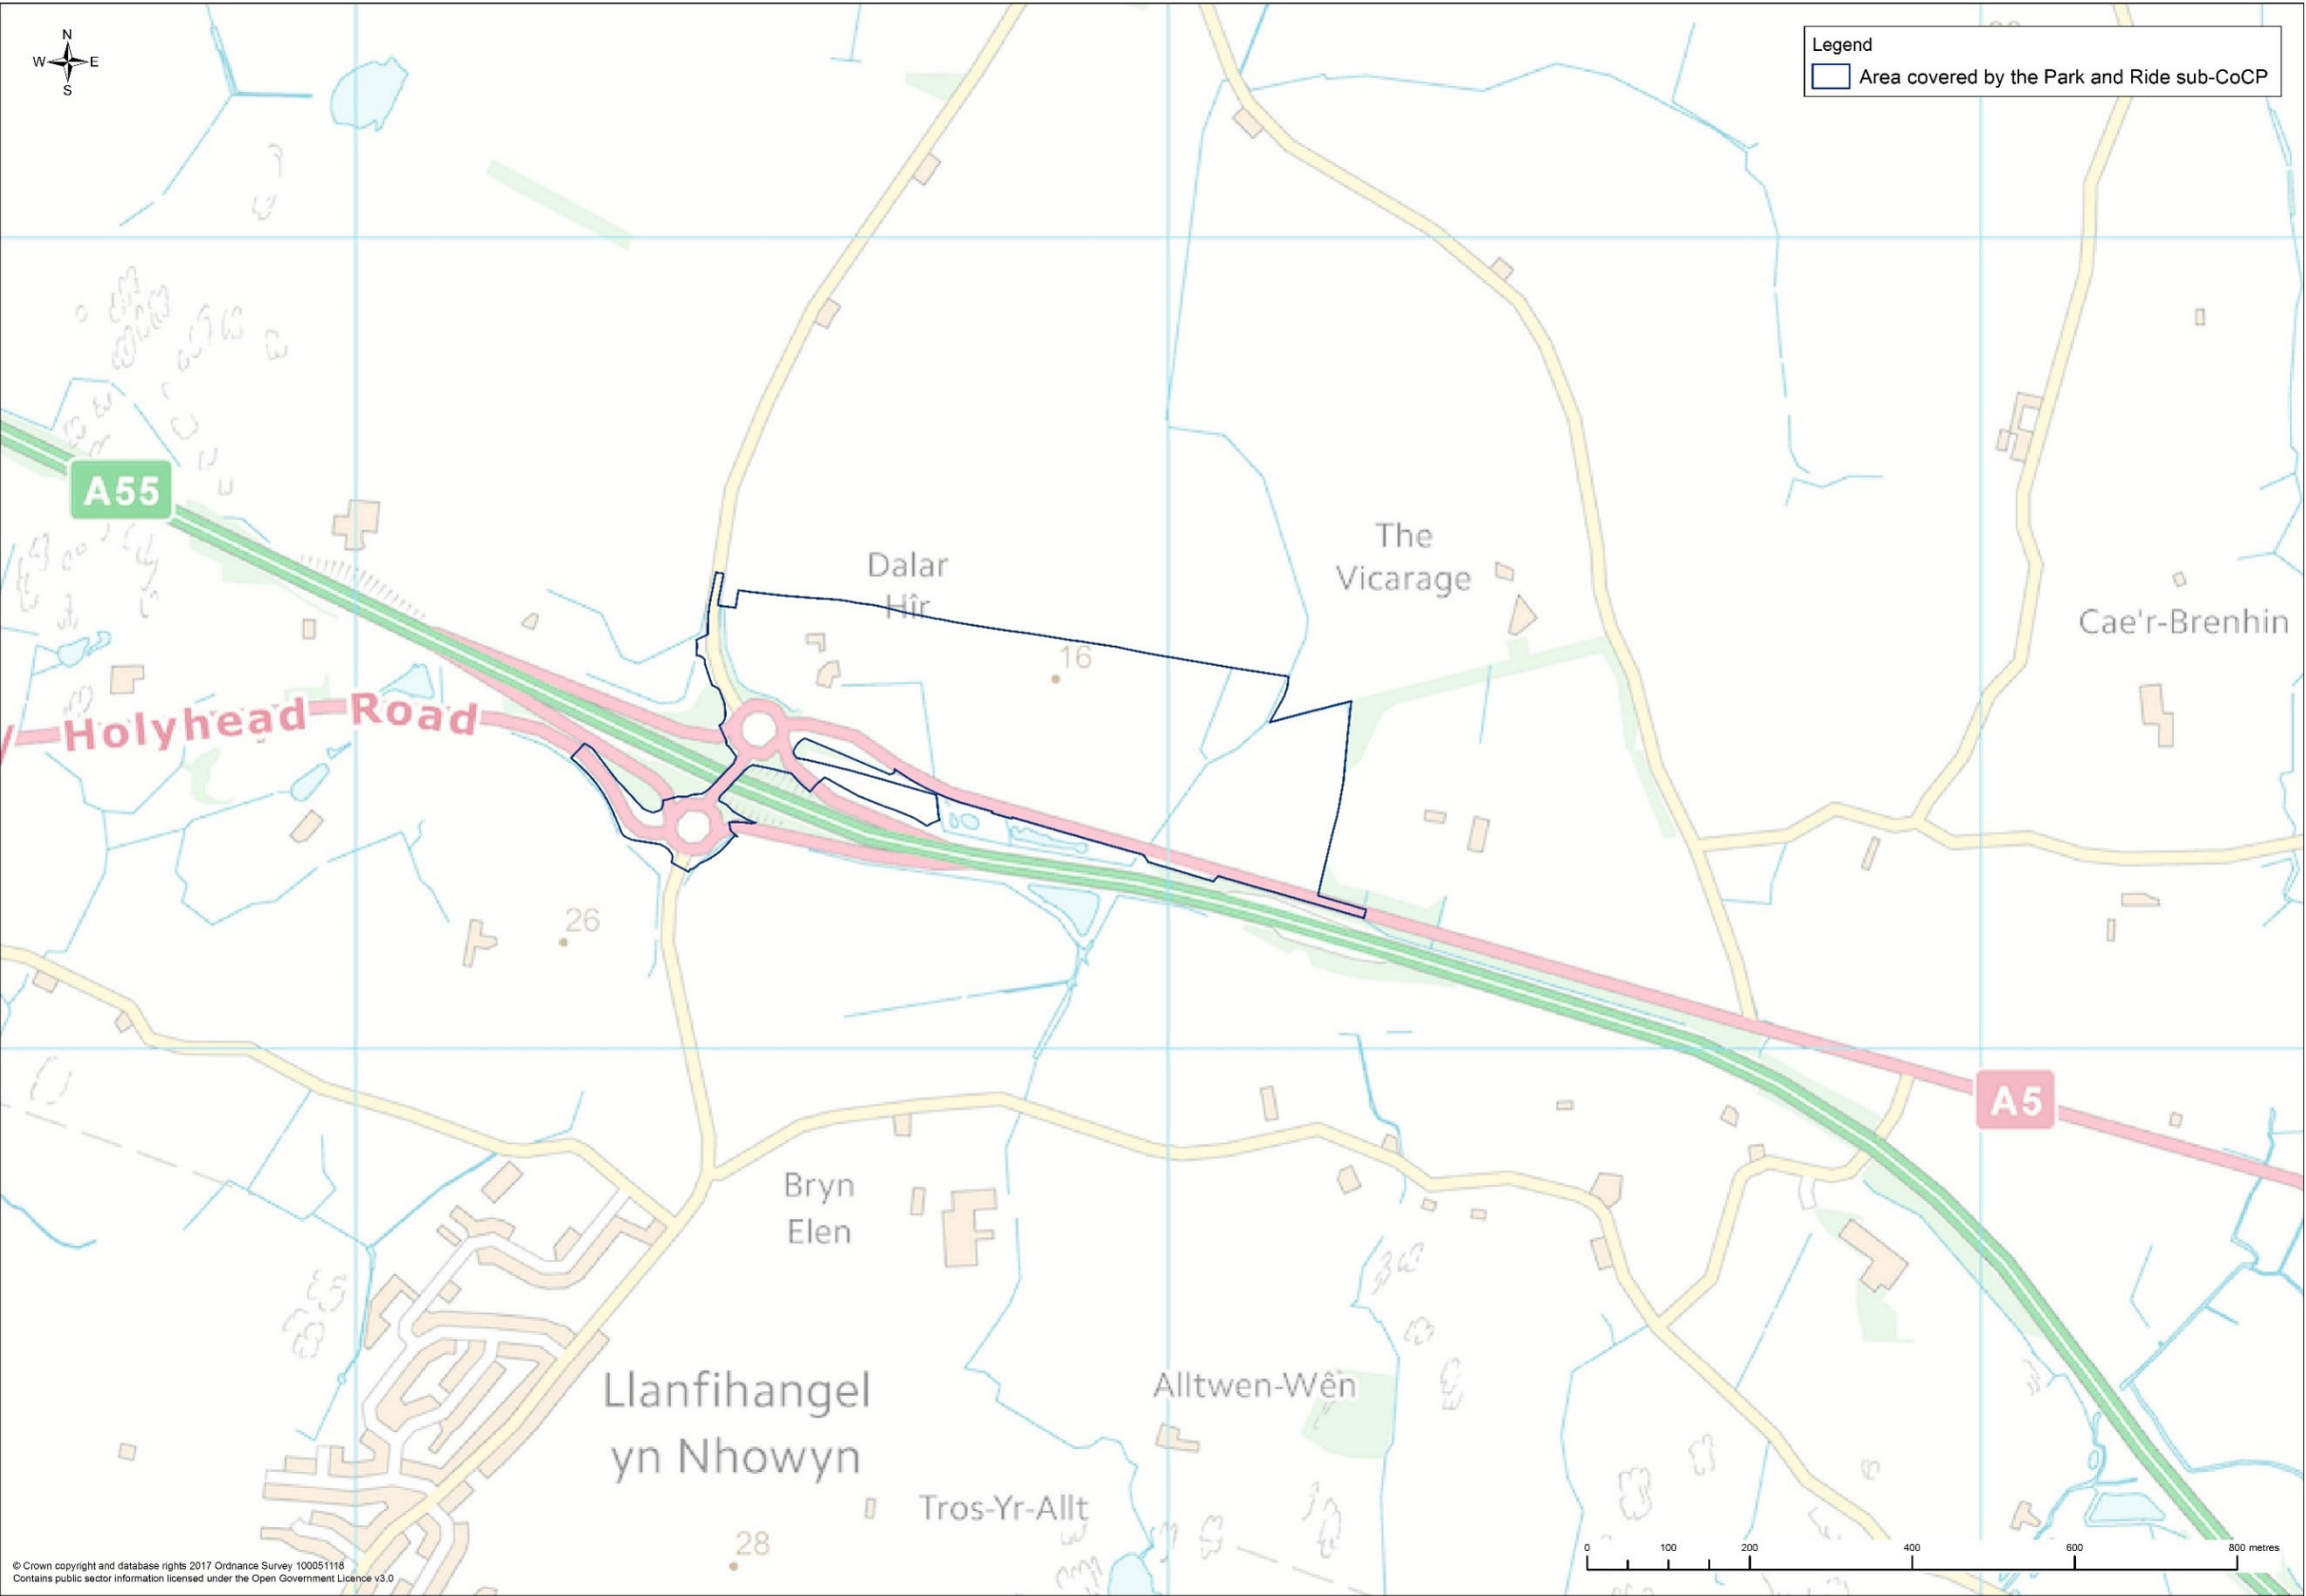 N
W E
S
Legend
Area covered by the Park and Ride sub-CoCP
A55
Dalar
Hîr
The
Vicarage
Cae'r-Brenhin
16
Holyhead Road
26
A5
Bryn
Elen
Llanfihangel
yn Nhowyn
Alltwen-Wên
Tros-Yr-Allt
28
0 100 200 400 600 800 metres
© Crown copyright and database rights 2017 Ordnance Survey 100051118
Contains public sector information licensed under the Open Government Licence v3.0